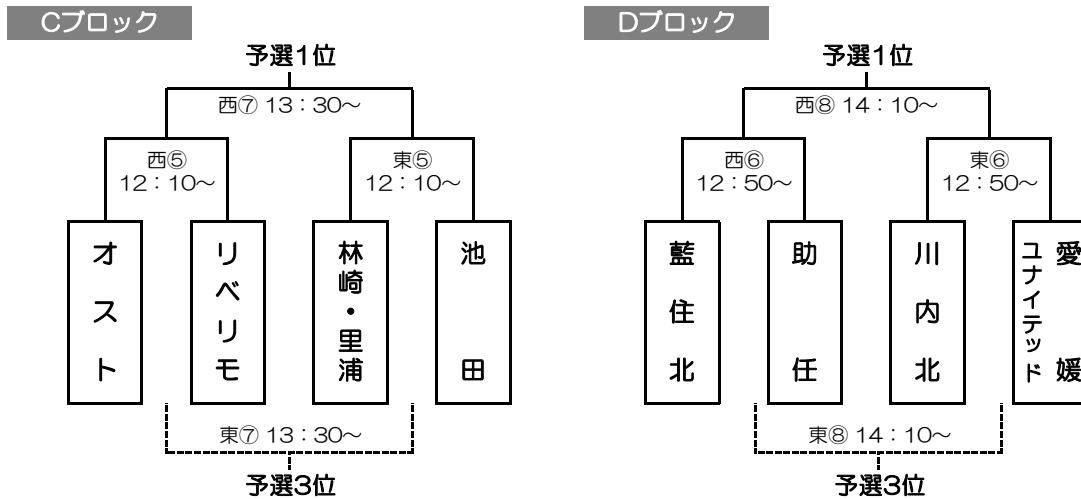 Cブロック
予選1位
西⑦ 13：30～
西⑤
12：10～
東⑤
12：10～
オスト
リベリモ
林崎・里浦
池田
東⑦ 13：30～
予選3位
Dブロック
予選1位
西⑧ 14：10～
西⑥
12：50～
東⑥
12：50～
藍住北
助任
川内北
愛媛
ユナイテッド
東⑧ 14：10～
予選3位